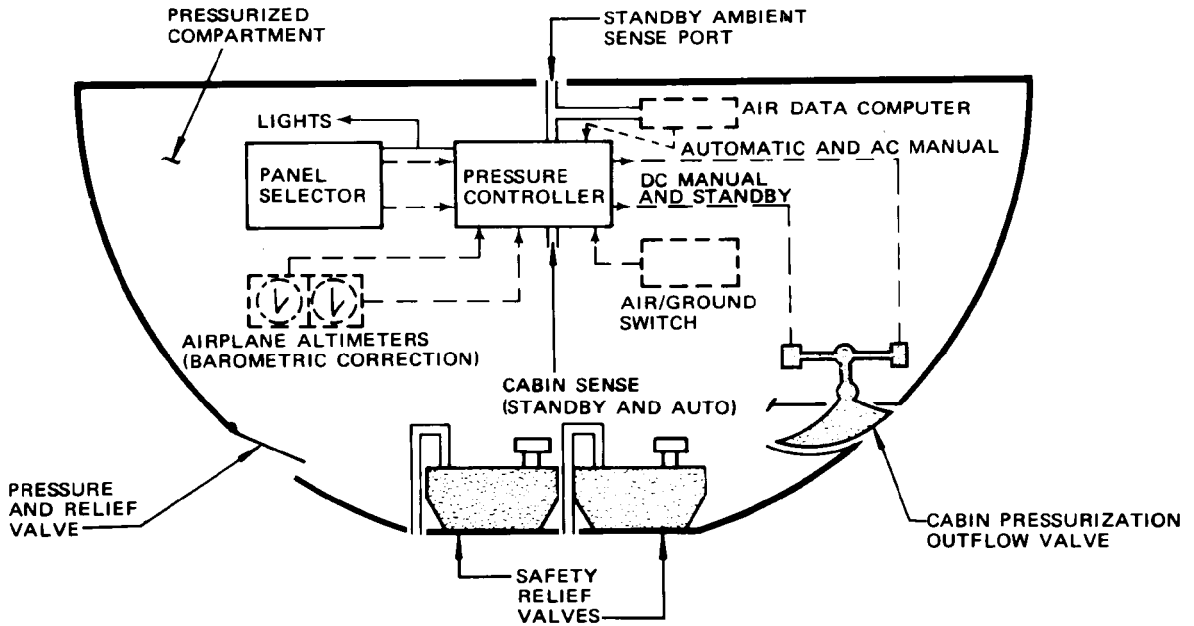 PRESSURIZED
COMPARTMENT
STANDBY AMBIENT
SENSE PORT
LIGHTS
AIR DATA COMPUTER
AUTOMATIC AND AC MANUAL
PANEL
SELECTOR
PRESSURE
CONTROLLER
DC MANUAL
AND STANDBY
AIR/GROUND
SWITCH
AIRPLANE ALTIMETERS
(BAROMETRIC CORRECTION)
CABIN SENSE
(STANDBY AND AUTO)
PRESSURE
AND RELIEF
VALVE
CABIN PRESSURIZATION
OUTFLOW VALVE
SAFETY
RELIEF
VALVES